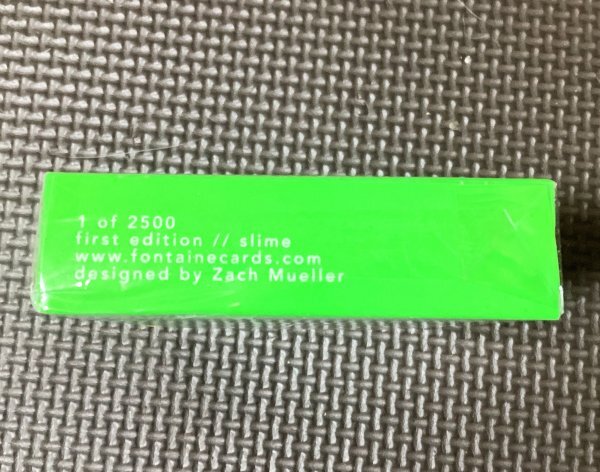 1 of 2500
first edition // slime
www.fontainecards.com
designed by Zach Mueller